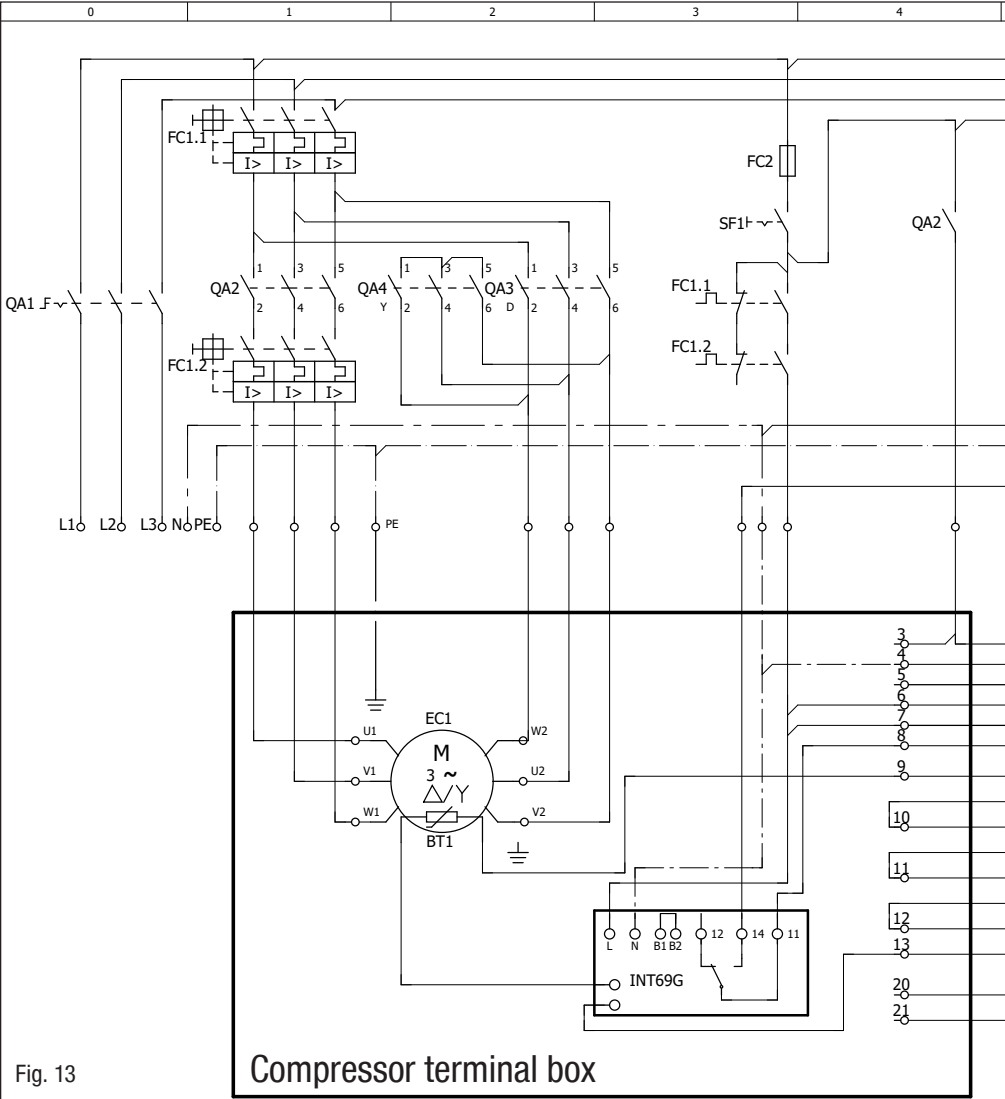 0 1 2 3 4
FC1.1
I> I> I>
FC2
SF1
QA2
1 3 5 1 3 5 1 3 5
QA1 QA2 QA4 QA3 FC1.1
2 4 6 Y 2 4 6 D 2 4 6
FC1.2 FC1.2
I> I> I>
L1 L2 L3 N PE PE
3
4
5
6
7
8
9
10
11
12
13
20
21
EC1
U1 W2
M
3 ~
V1 U2
Δ/Y
W1 V2
BT1
L N B1 B2 12 14 11
INT69G
Fig. 13
Compressor terminal box